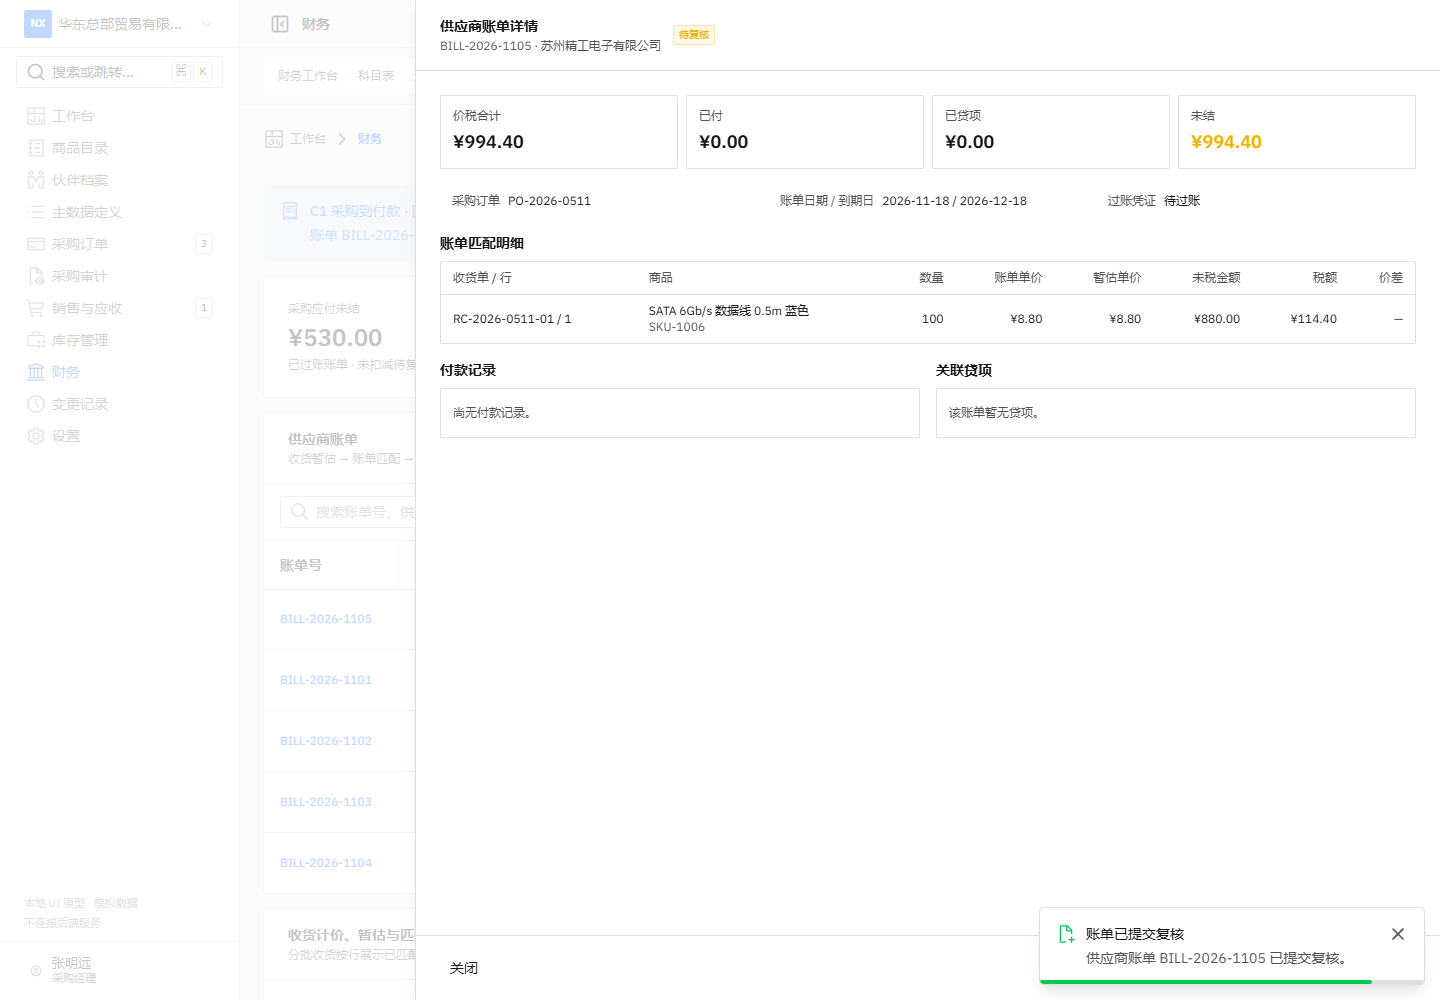 NX 华东总部贸易有限...
搜索或跳转... ⌘ K
工作台
商品目录
伙伴档案
主数据定义
采购订单 3
采购审计
销售与应收 1
库存管理
财务
变更记录
设置
本地 UI 原型 · 模拟数据
不连接后端服务
张明远
采购经理
财务
财务工作台 科目表
工作台 > 财务
C1 采购到付款 ·
账单 BILL-2026-
采购应付未结
¥530.00
已过账账单 · 未扣减待复
供应商账单
收货暂估 → 账单匹配 →
搜索账单号、供
账单号
BILL-2026-1105
BILL-2026-1101
BILL-2026-1102
BILL-2026-1103
BILL-2026-1104
收货计价、暂估与匹
分批收货按行展示已匹配
供应商账单详情
BILL-2026-1105 · 苏州精工电子有限公司
待复核
价税合计 已付 已贷项 未结
¥994.40 ¥0.00 ¥0.00 ¥994.40
采购订单 PO-2026-0511 账单日期 / 到期日 2026-11-18 / 2026-12-18 过账凭证 待过账
账单匹配明细
收货单 / 行 商品 数量 账单单价 暂估单价 未税金额 税额 价差
RC-2026-0511-01 / 1 SATA 6Gb/s 数据线 0.5m 蓝色 100 ¥8.80 ¥8.80 ¥880.00 ¥114.40 —
SKU-1006
付款记录 关联贷项
尚无付款记录。 该账单暂无贷项。
关闭
账单已提交复核
供应商账单 BILL-2026-1105 已提交复核。